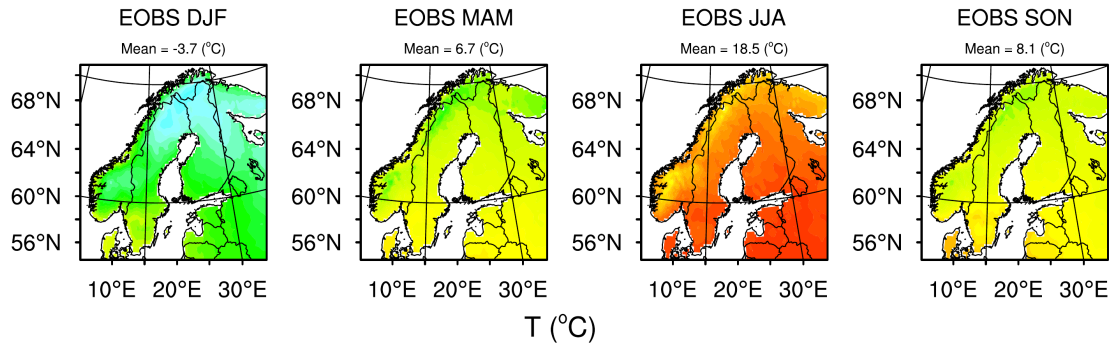 EOBS DJF
Mean = -3.7 (°C)
68°N
64°N
60°N
56°N
10°E 20°E 30°E
EOBS MAM
Mean = 6.7 (°C)
68°N
64°N
60°N
56°N
10°E 20°E 30°E
EOBS JJA
Mean = 18.5 (°C)
68°N
64°N
60°N
56°N
10°E 20°E 30°E
EOBS SON
Mean = 8.1 (°C)
68°N
64°N
60°N
56°N
10°E 20°E 30°E
T (°C)